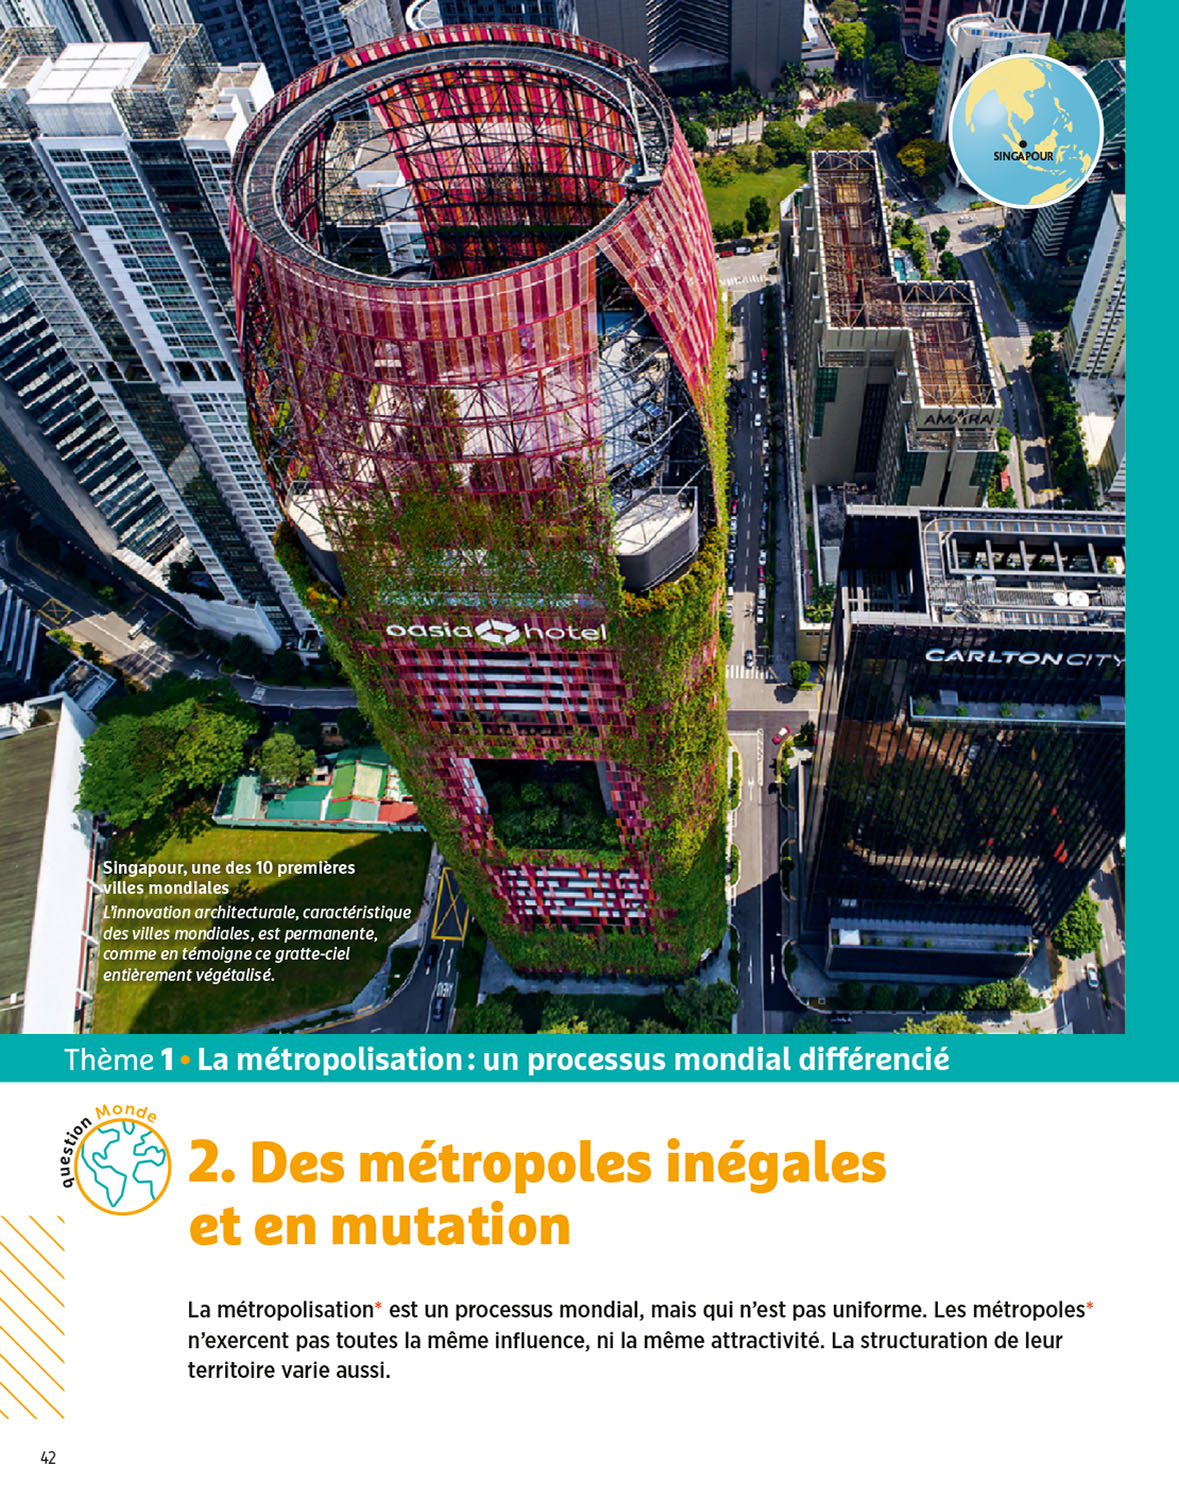 SINGAPOUR
AMARA
oasia hotel
CARLTON CITY
Singapour, une des 10 premières
villes mondiales
L'innovation architecturale, caractéristique
des villes mondiales, est permanente,
comme en témoigne ce gratte-ciel
entièrement végétalisé.
Thème 1 • La métropolisation : un processus mondial différencié
question Monde
2. Des métropoles inégales
et en mutation
La métropolisation* est un processus mondial, mais qui n'est pas uniforme. Les métropoles*
n'exercent pas toutes la même influence, ni la même attractivité. La structuration de leur
territoire varie aussi.
42